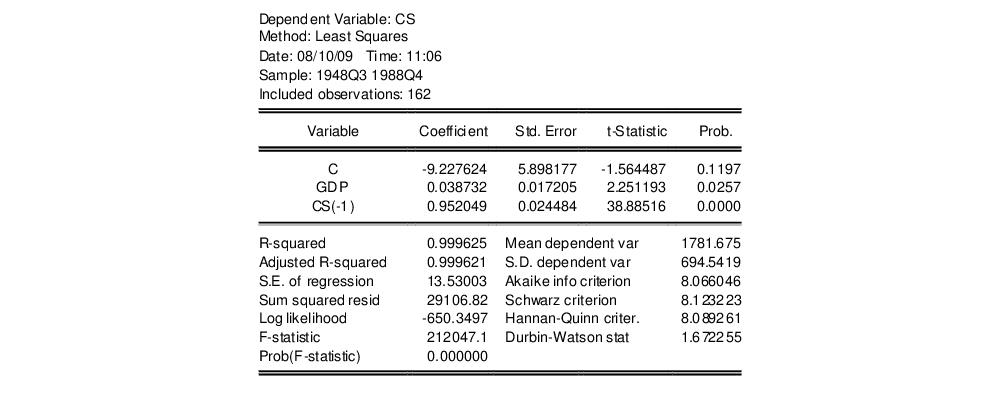 Dependent Variable: CS
Method: Least Squares
Date: 08/10/09 Time: 11:06
Sample: 1948Q3 1988Q4
Included observations: 162
Variable Coefficient Std. Error t-Statistic Prob.
C -9.227624 5.898177 -1.564487 0.1197
GDP 0.038732 0.017205 2.251193 0.0257
CS(-1) 0.952049 0.024484 38.88516 0.0000
R-squared 0.999625 Mean dependent var 1781.675
Adjusted R-squared 0.999621 S.D. dependent var 694.5419
S.E. of regression 13.53003 Akaike info criterion 8.066046
Sum squared resid 29106.82 Schwarz criterion 8.123223
Log likelihood -650.3497 Hannan-Quinn criter. 8.089261
F-statistic 212047.1 Durbin-Watson stat 1.672255
Prob(F-statistic) 0.000000